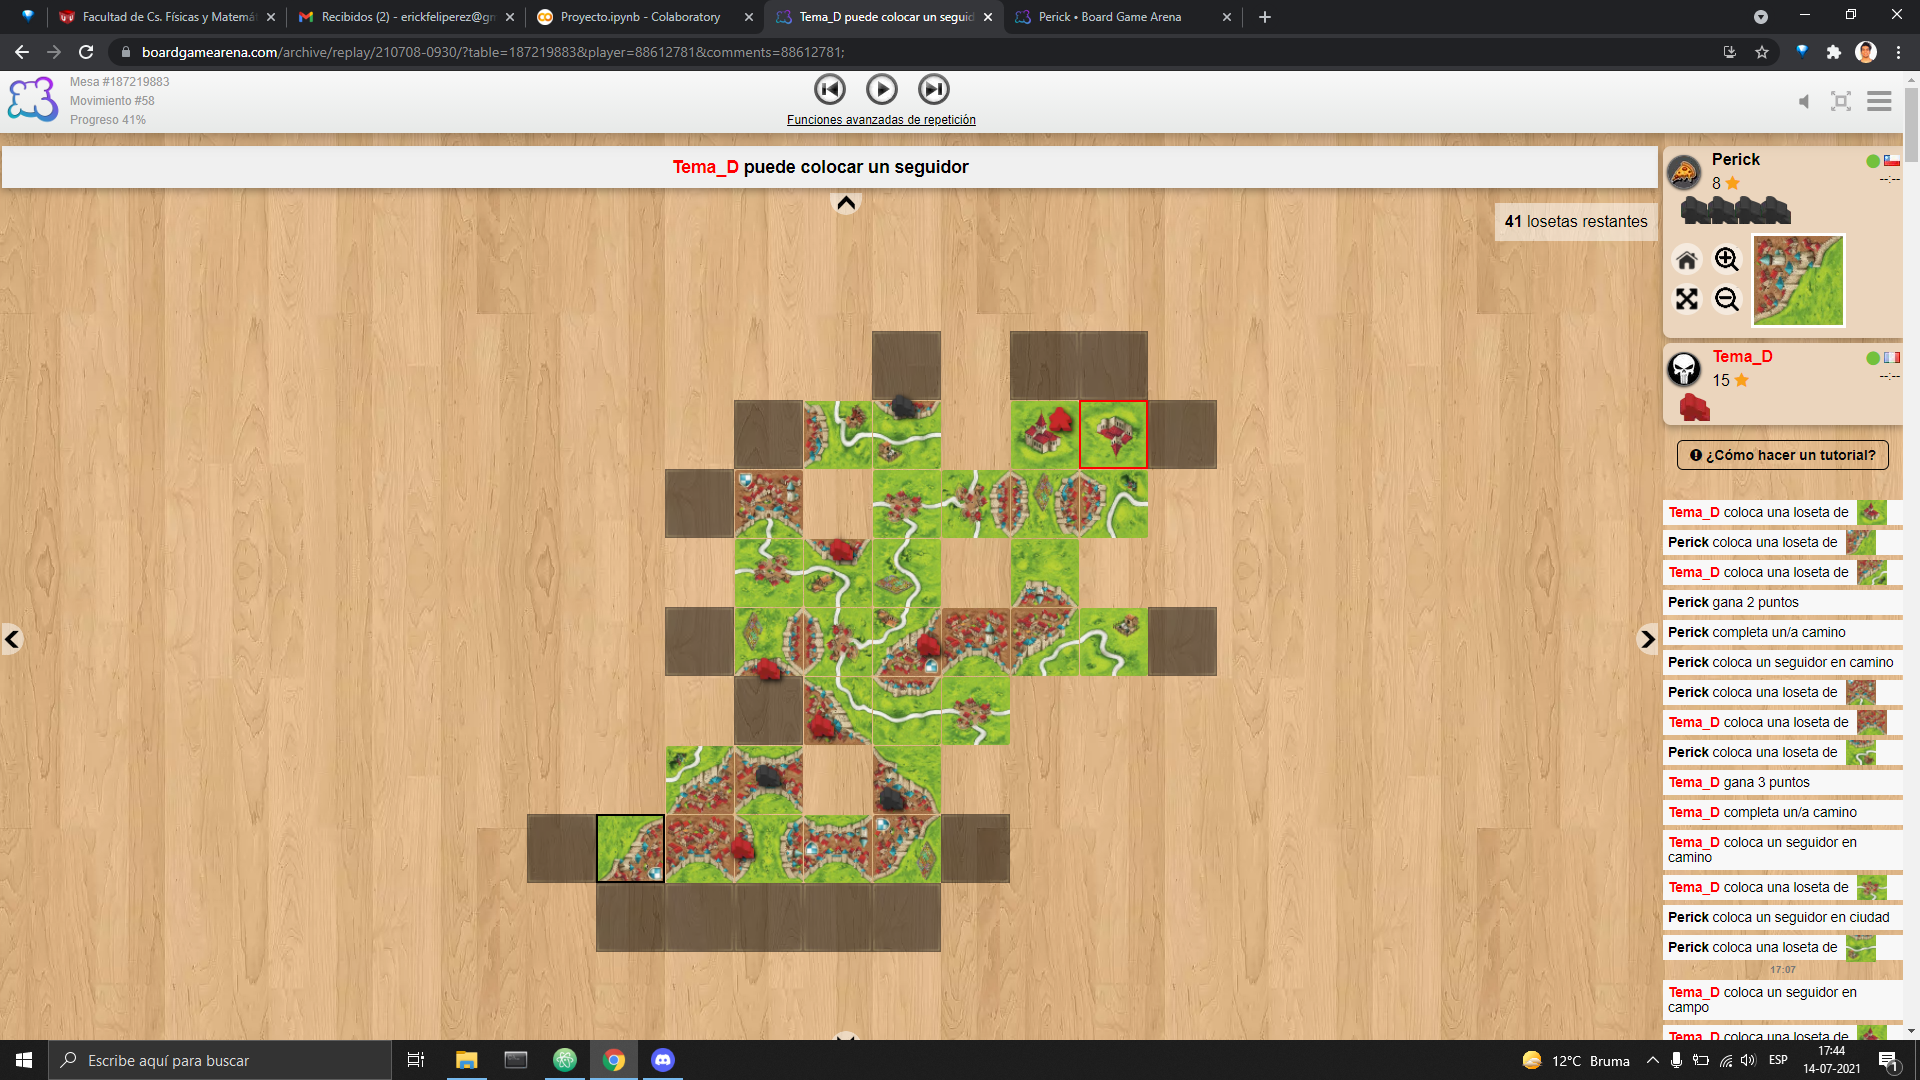 Facultad de Cs. Físicas y Matemá
Recibidos (2) - erickfeliperez@gm
Proyecto.ipynb - Colaboratory
Tema_D puede colocar un seguid
Perick • Board Game Arena
boardgamearena.com/archive/replay/210708-0930/?table=187219883&player=88612781&comments=88612781;
Mesa #187219883
Movimiento #58
Progreso 41%
Funciones avanzadas de repetición
Tema_D puede colocar un seguidor
41 losetas restantes
Perick
8
--:--
Tema_D
15
--:--
¿Cómo hacer un tutorial?
Tema_D coloca una loseta de
Perick coloca una loseta de
Tema_D coloca una loseta de
Perick gana 2 puntos
Perick completa un/a camino
Perick coloca un seguidor en camino
Perick coloca una loseta de
Tema_D coloca una loseta de
Perick coloca una loseta de
Tema_D gana 3 puntos
Tema_D completa un/a camino
Tema_D coloca un seguidor en
camino
Tema_D coloca una loseta de
Perick coloca un seguidor en ciudad
Perick coloca una loseta de
17:07
Tema_D coloca un seguidor en
campo
Tema_D coloca una loseta de
Escribe aquí para buscar
12°C Bruma
ESP
17:44
14-07-2021
1